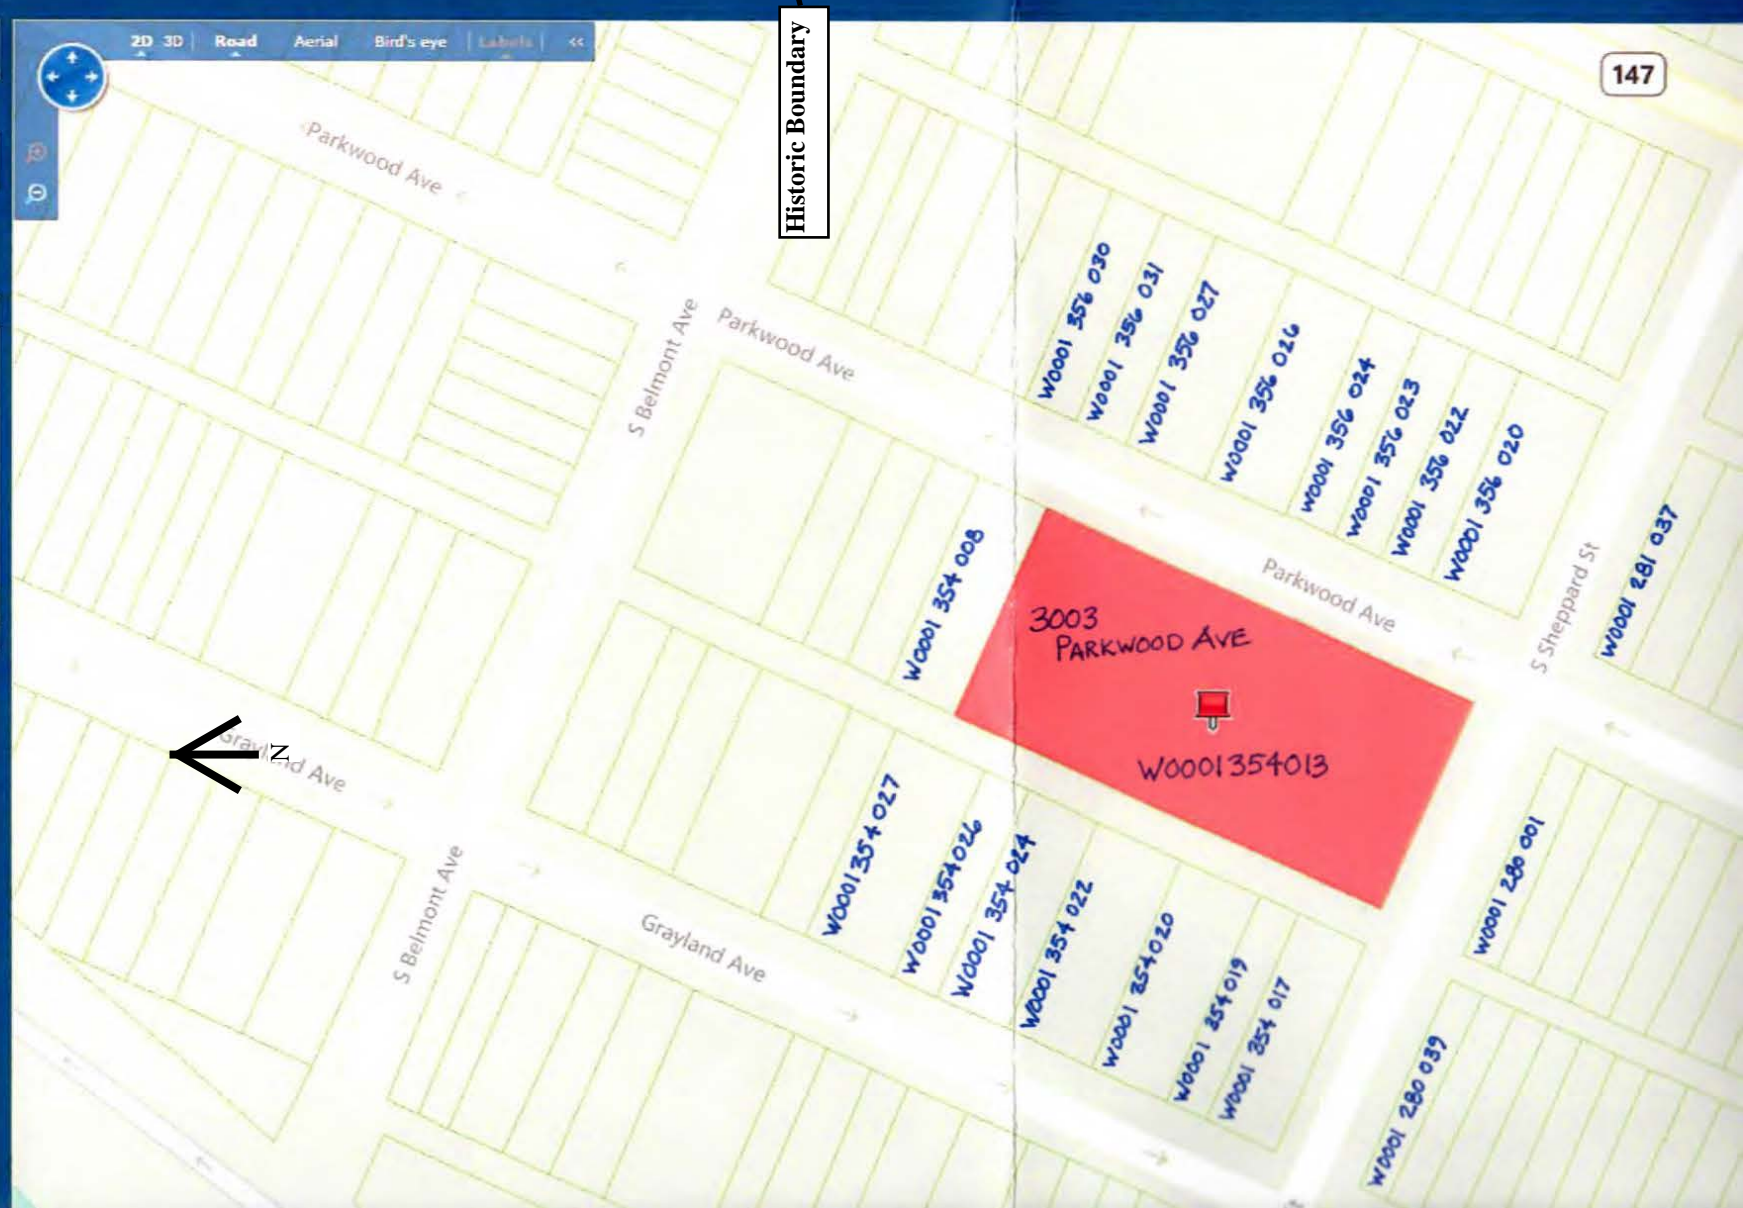 2D 3D Road Aerial Bird's eye Labels <<
Historic Boundary
147
Parkwood Ave
S Belmont Ave
Parkwood Ave
W0001 356 030
W0001 356 031
W0001 356 027
W0001 356 026
W0001 356 024
W0001 356 023
W0001 356 022
W0001 356 020
W0001 281 037
S Sheppard St
Parkwood Ave
W0001 354 008
3003
PARKWOOD AVE
W0001354013
N
Grayland Ave
S Belmont Ave
Grayland Ave
W0001 354 027
W0001 354 026
W0001 354 024
W0001 354 022
W0001 354 020
W0001 354 019
W0001 354 017
W0001 280 001
W0001 280 039